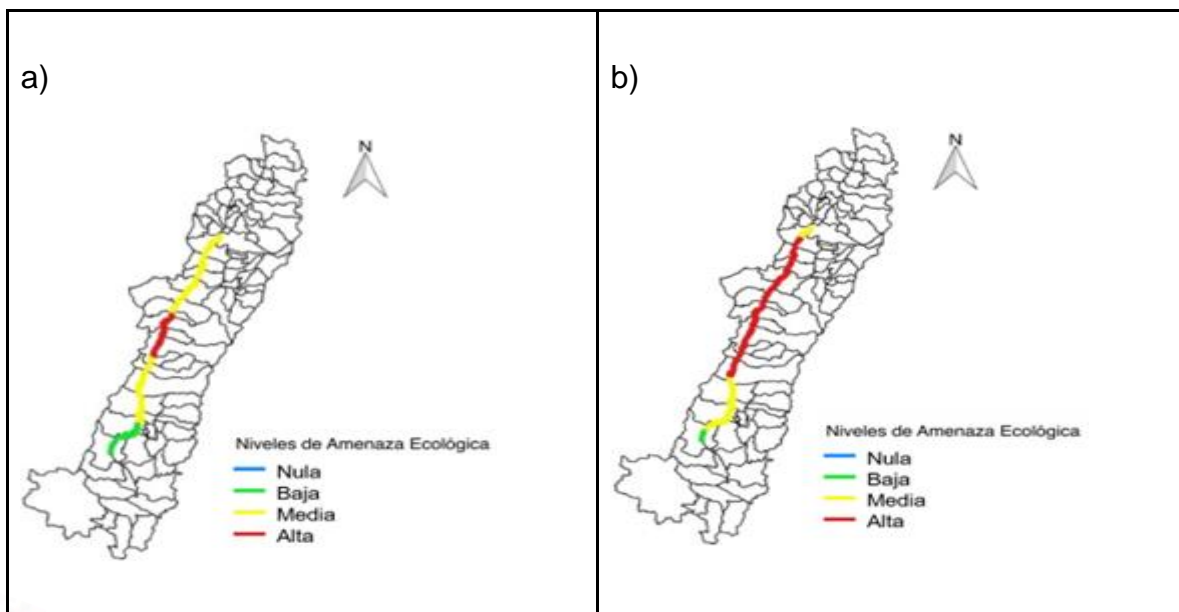 a)
N
Niveles de Amenaza Ecológica
Nula
Baja
Media
Alta
b)
N
Niveles de Amenaza Ecológica
Nula
Baja
Media
Alta